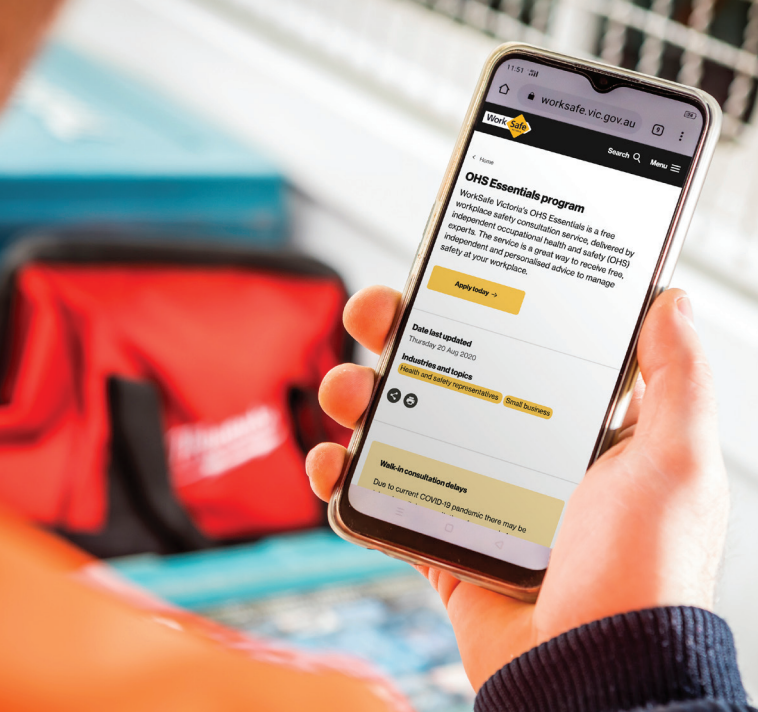 11:51
worksafe.vic.gov.au
9
WorkSafe
Search
Menu
< Home
OHS Essentials program
WorkSafe Victoria's OHS Essentials is a free
workplace safety consultation service, delivered by
independent occupational health and safety (OHS)
experts. The service is a great way to receive free,
independent and personalised advice to manage
safety at your workplace.
Apply today →
Date last updated
Thursday 20 Aug 2020
Industries and topics
Health and safety representatives Small business
Walk-in consultation delays
Due to current COVID-19 pandemic there may be